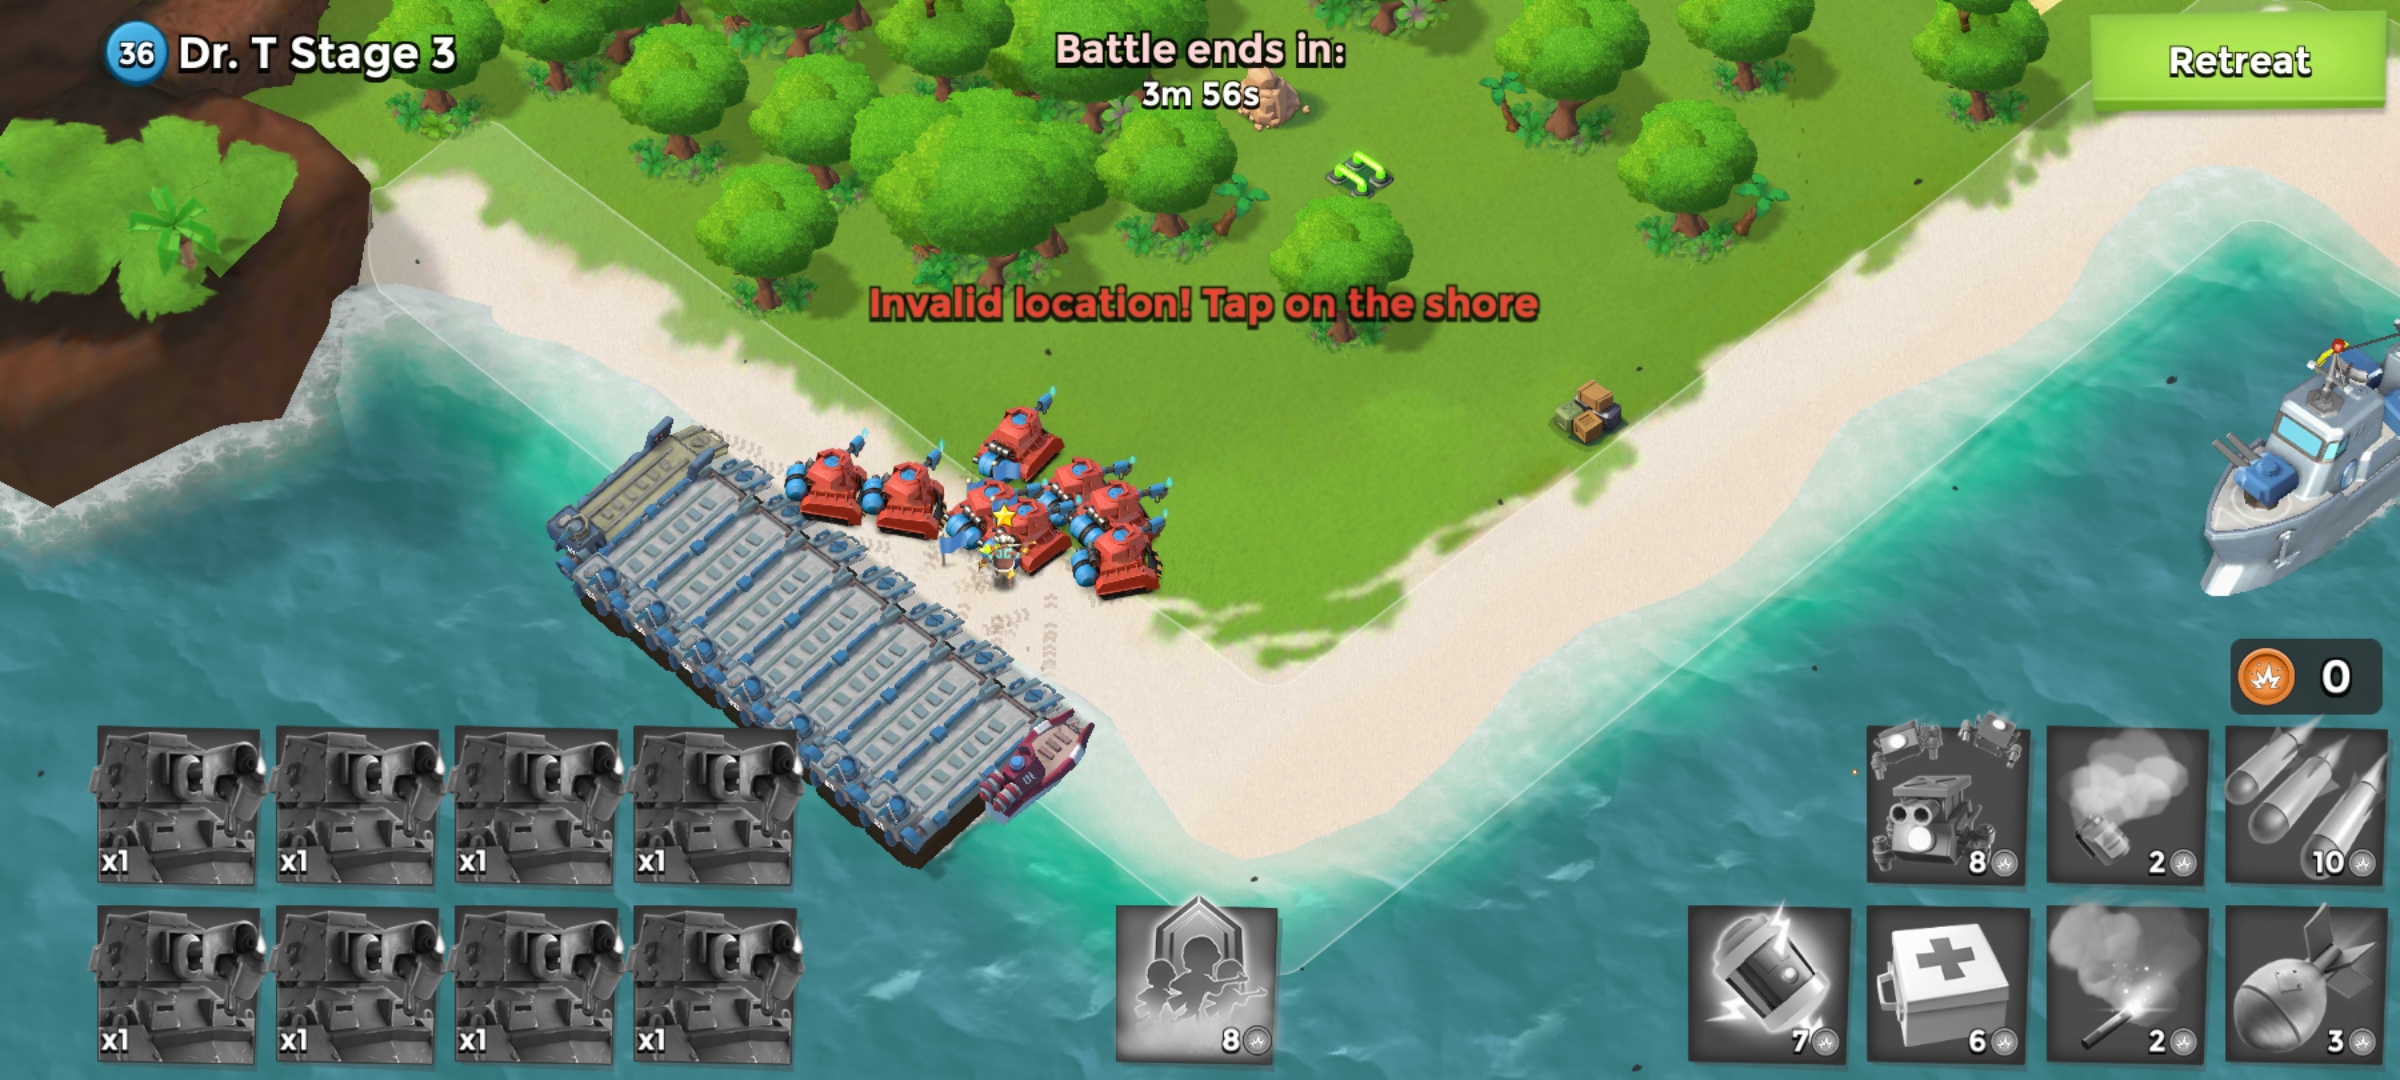 36 Dr. T Stage 3
Battle ends in:
3m 56s
Retreat
Invalid location! Tap on the shore
0
x1 x1 x1 x1
8 2 10
x1 x1 x1 x1
8
7 6 2 3